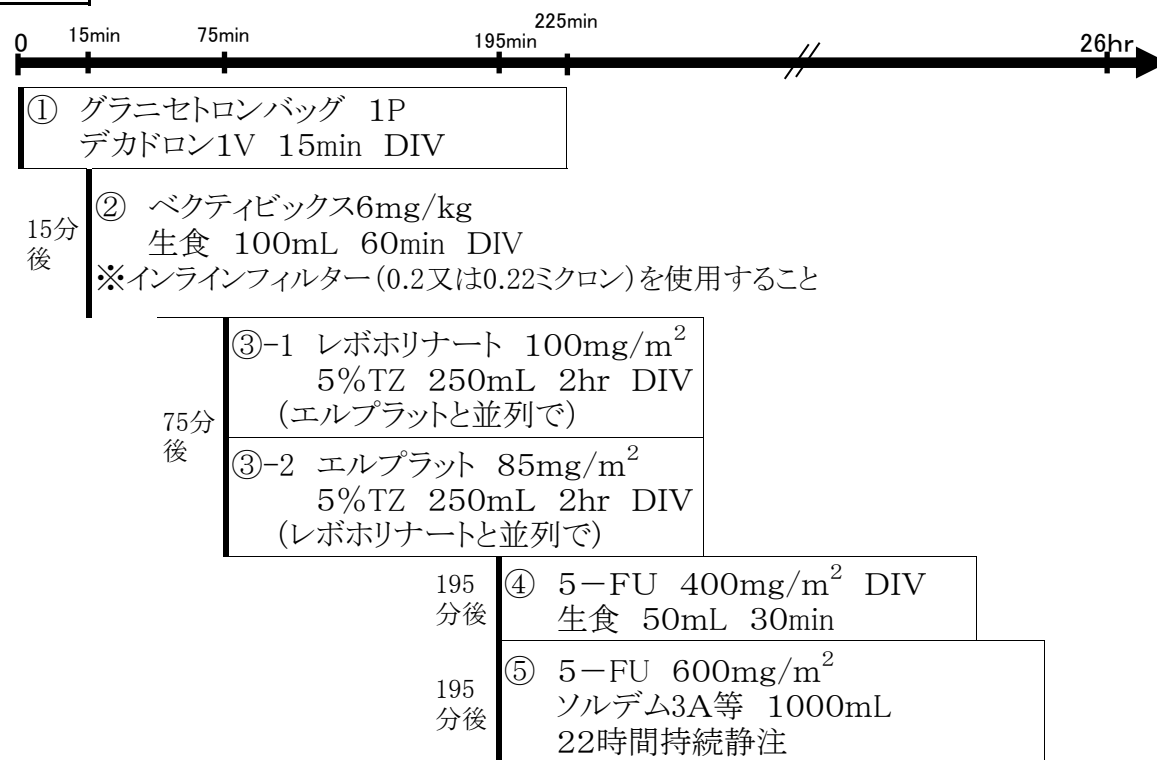 0 15min 75min 195min 225min 26hr
① グラニセトロンバッグ 1P
デカドロン1V 15min DIV
15分後
② ベクティビックス6mg/kg
生食 100mL 60min DIV
※インラインフィルター(0.2又は0.22ミクロン)を使用すること
75分後
③-1 レボホリナート 100mg/m²
5%TZ 250mL 2hr DIV
(エルプラットと並列で)
③-2 エルプラット 85mg/m²
5%TZ 250mL 2hr DIV
(レボホリナートと並列で)
195分後
④ 5-FU 400mg/m² DIV
生食 50mL 30min
195分後
⑤ 5-FU 600mg/m²
ソルデム3A等 1000mL
22時間持続静注